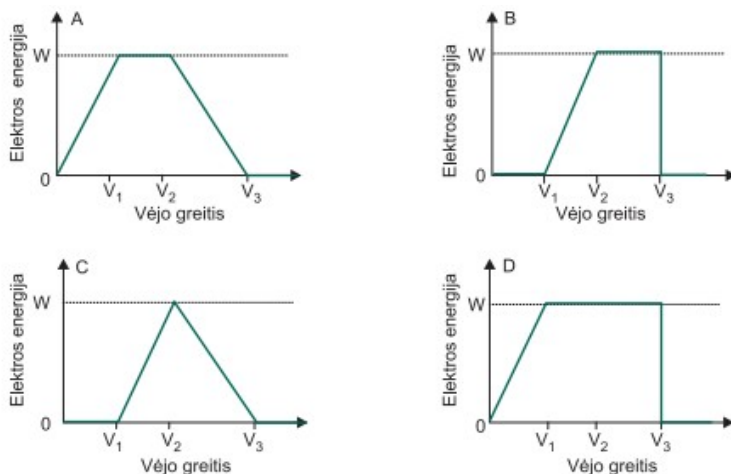 A
Elektros energija
W
0
V1
V2
V3
Vėjo greitis
B
Elektros energija
W
0
V1
V2
V3
Vėjo greitis
C
Elektros energija
W
0
V1
V2
V3
Vėjo greitis
D
Elektros energija
W
0
V1
V2
V3
Vėjo greitis